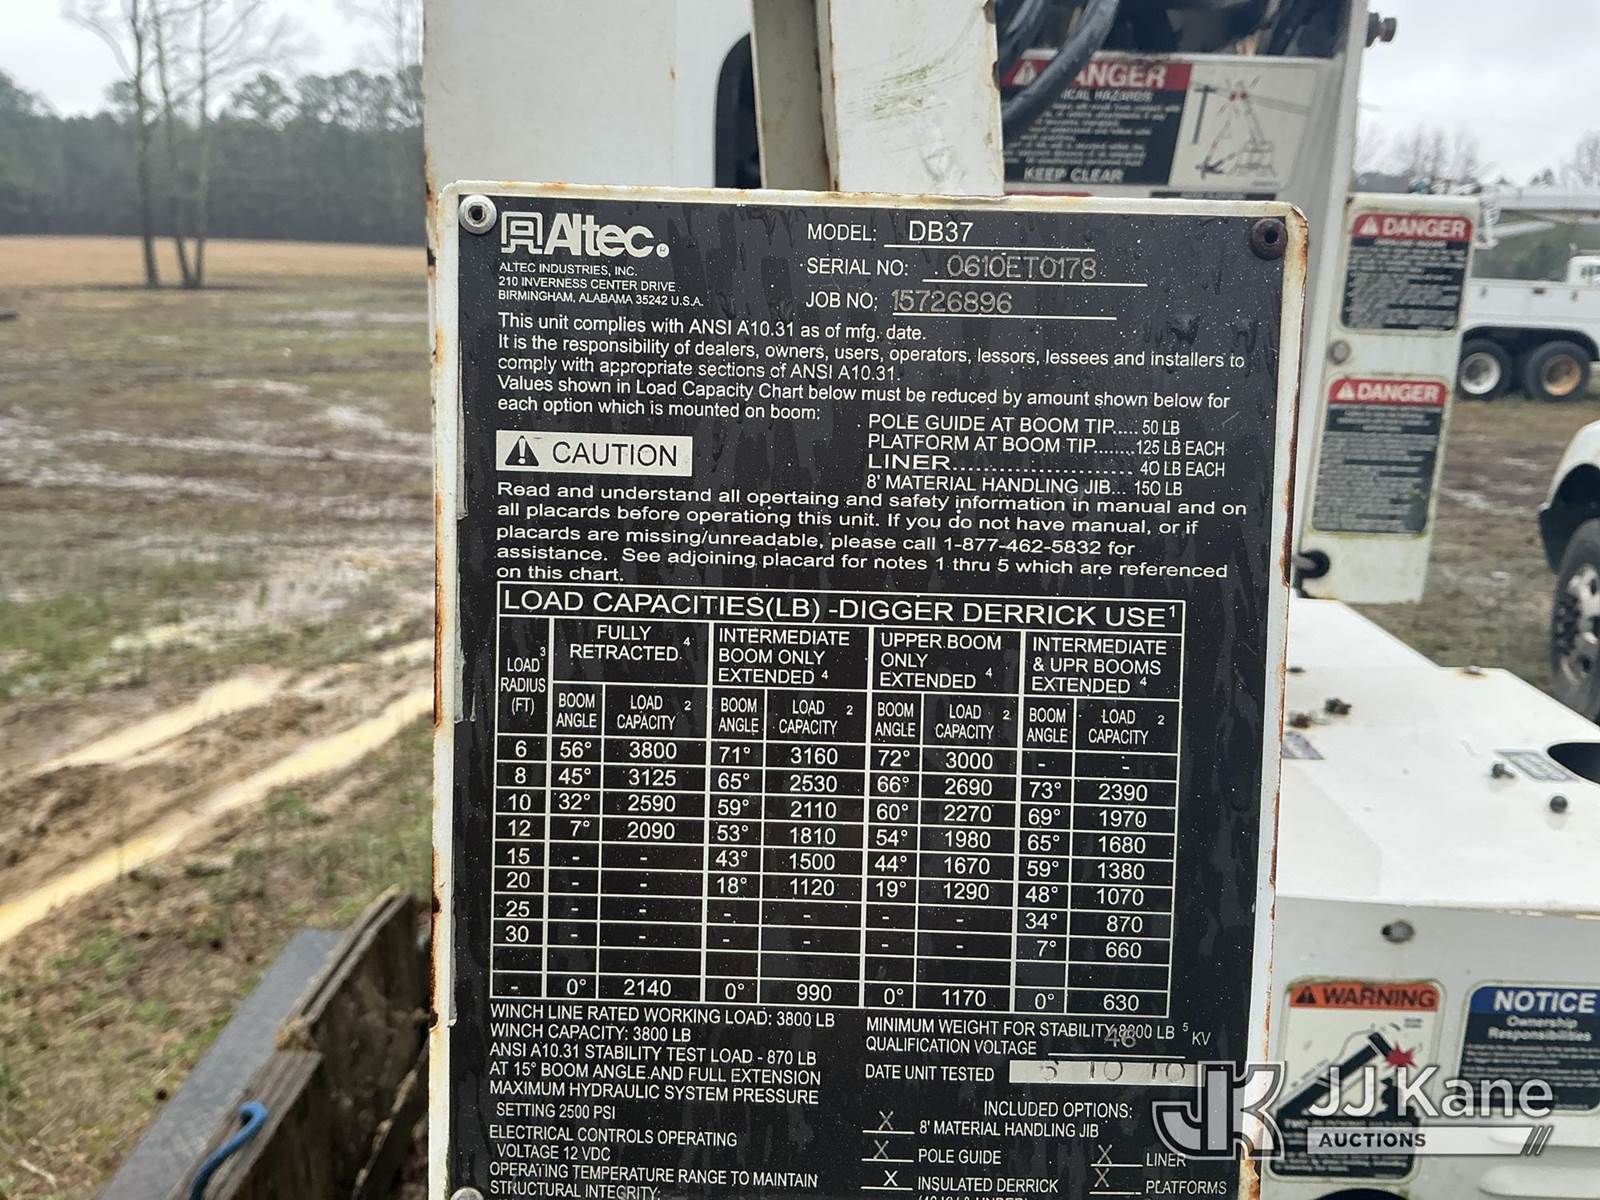 DANGER
KEEP CLEAR
DANGER
DANGER
Altec
ALTEC INDUSTRIES, INC.
210 INVERNESS CENTER DRIVE
BIRMINGHAM, ALABAMA 35242 U.S.A.
MODEL: DB37
SERIAL NO: 0610ET0178
JOB NO: 15726896
This unit complies with ANSI A10.31 as of mfg. date.
It is the responsibility of dealers, owners, users, operators, lessors, lessees and installers to
comply with appropriate sections of ANSI A10.31.
Values shown in Load Capacity Chart below must be reduced by amount shown below for
each option which is mounted on boom:
POLE GUIDE AT BOOM TIP..... 50 LB
PLATFORM AT BOOM TIP........125 LB EACH
LINER........................ 40 LB EACH
8' MATERIAL HANDLING JIB... 150 LB
CAUTION
Read and understand all opertaing and safety information in manual and on
all placards before operationg this unit. If you do not have manual, or if
placards are missing/unreadable, please call 1-877-462-5832 for
assistance. See adjoining placard for notes 1 thru 5 which are referenced
on this chart.
LOAD CAPACITIES(LB) -DIGGER DERRICK USE¹
LOAD RADIUS (FT)³ FULLY RETRACTED ⁴ INTERMEDIATE BOOM ONLY EXTENDED ⁴ UPPER BOOM ONLY EXTENDED ⁴ INTERMEDIATE & UPR BOOMS EXTENDED ⁴
BOOM ANGLE LOAD CAPACITY ² BOOM ANGLE LOAD CAPACITY ² BOOM ANGLE LOAD CAPACITY ² BOOM ANGLE LOAD CAPACITY ²
6 56° 3800 71° 3160 72° 3000 - -
8 45° 3125 65° 2530 66° 2690 73° 2390
10 32° 2590 59° 2110 60° 2270 69° 1970
12 7° 2090 53° 1810 54° 1980 65° 1680
15 - - 43° 1500 44° 1670 59° 1380
20 - - 18° 1120 19° 1290 48° 1070
25 - - - - - - 34° 870
30 - - - - - - 7° 660
- 0° 2140 0° 990 0° 1170 0° 630
WINCH LINE RATED WORKING LOAD: 3800 LB
WINCH CAPACITY: 3800 LB
ANSI A10.31 STABILITY TEST LOAD - 870 LB
AT 15° BOOM ANGLE AND FULL EXTENSION
MAXIMUM HYDRAULIC SYSTEM PRESSURE
SETTING 2500 PSI
ELECTRICAL CONTROLS OPERATING
VOLTAGE 12 VDC
OPERATING TEMPERATURE RANGE TO MAINTAIN
STRUCTURAL INTEGRITY:
MINIMUM WEIGHT FOR STABILITY 8800 LB ⁵
QUALIFICATION VOLTAGE 46 KV
DATE UNIT TESTED 5 10 10
INCLUDED OPTIONS:
X 8' MATERIAL HANDLING JIB
X POLE GUIDE X LINER
X INSULATED DERRICK X PLATFORMS
WARNING
NOTICE
Ownership
Responsibilities
JK JJ Kane
AUCTIONS